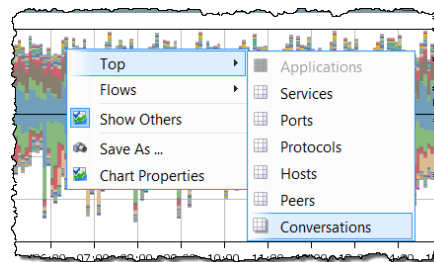 Top
Flows
Show Others
Save As ...
Chart Properties
Applications
Services
Ports
Protocols
Hosts
Peers
Conversations